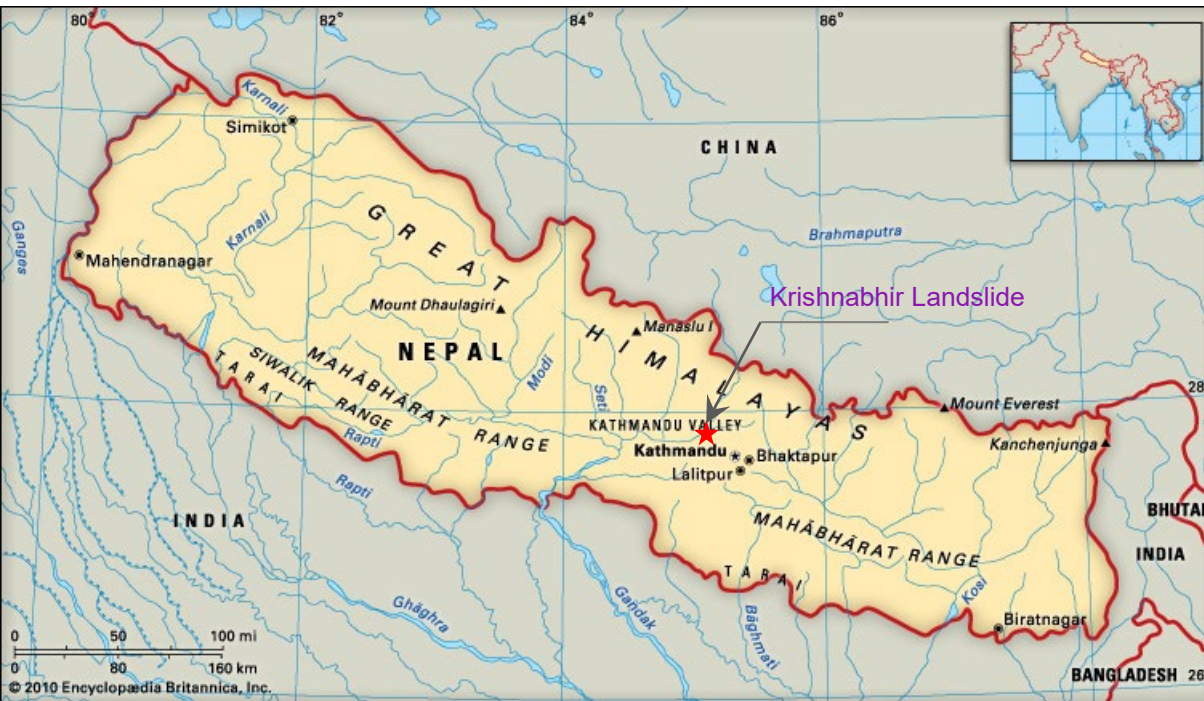 80°
82°
84°
86°
Karnali
Simikot
CHINA
GREAT
Ganges
Karnali
Brahmaputra
Mahendranagar
Krishnabhir Landslide
Mount Dhaulagiri
Manaslu I
HIMALAYAS
NEPAL
SIWALIK RANGE
MAHĀBHĀRAT RANGE
TARAI
Modi
Seti
28
Mount Everest
KATHMANDU VALLEY
Rapti
Kanchenjunga
Kathmandu
Bhaktapur
Lalitpur
Rapti
INDIA
BHUTAN
MAHĀBHĀRAT RANGE
INDIA
TARAI
Kosi
Ghāghra
Gandak
Bāghmati
Biratnagar
0 50 100 mi
0 80 160 km
BANGLADESH 26
© 2010 Encyclopædia Britannica, Inc.